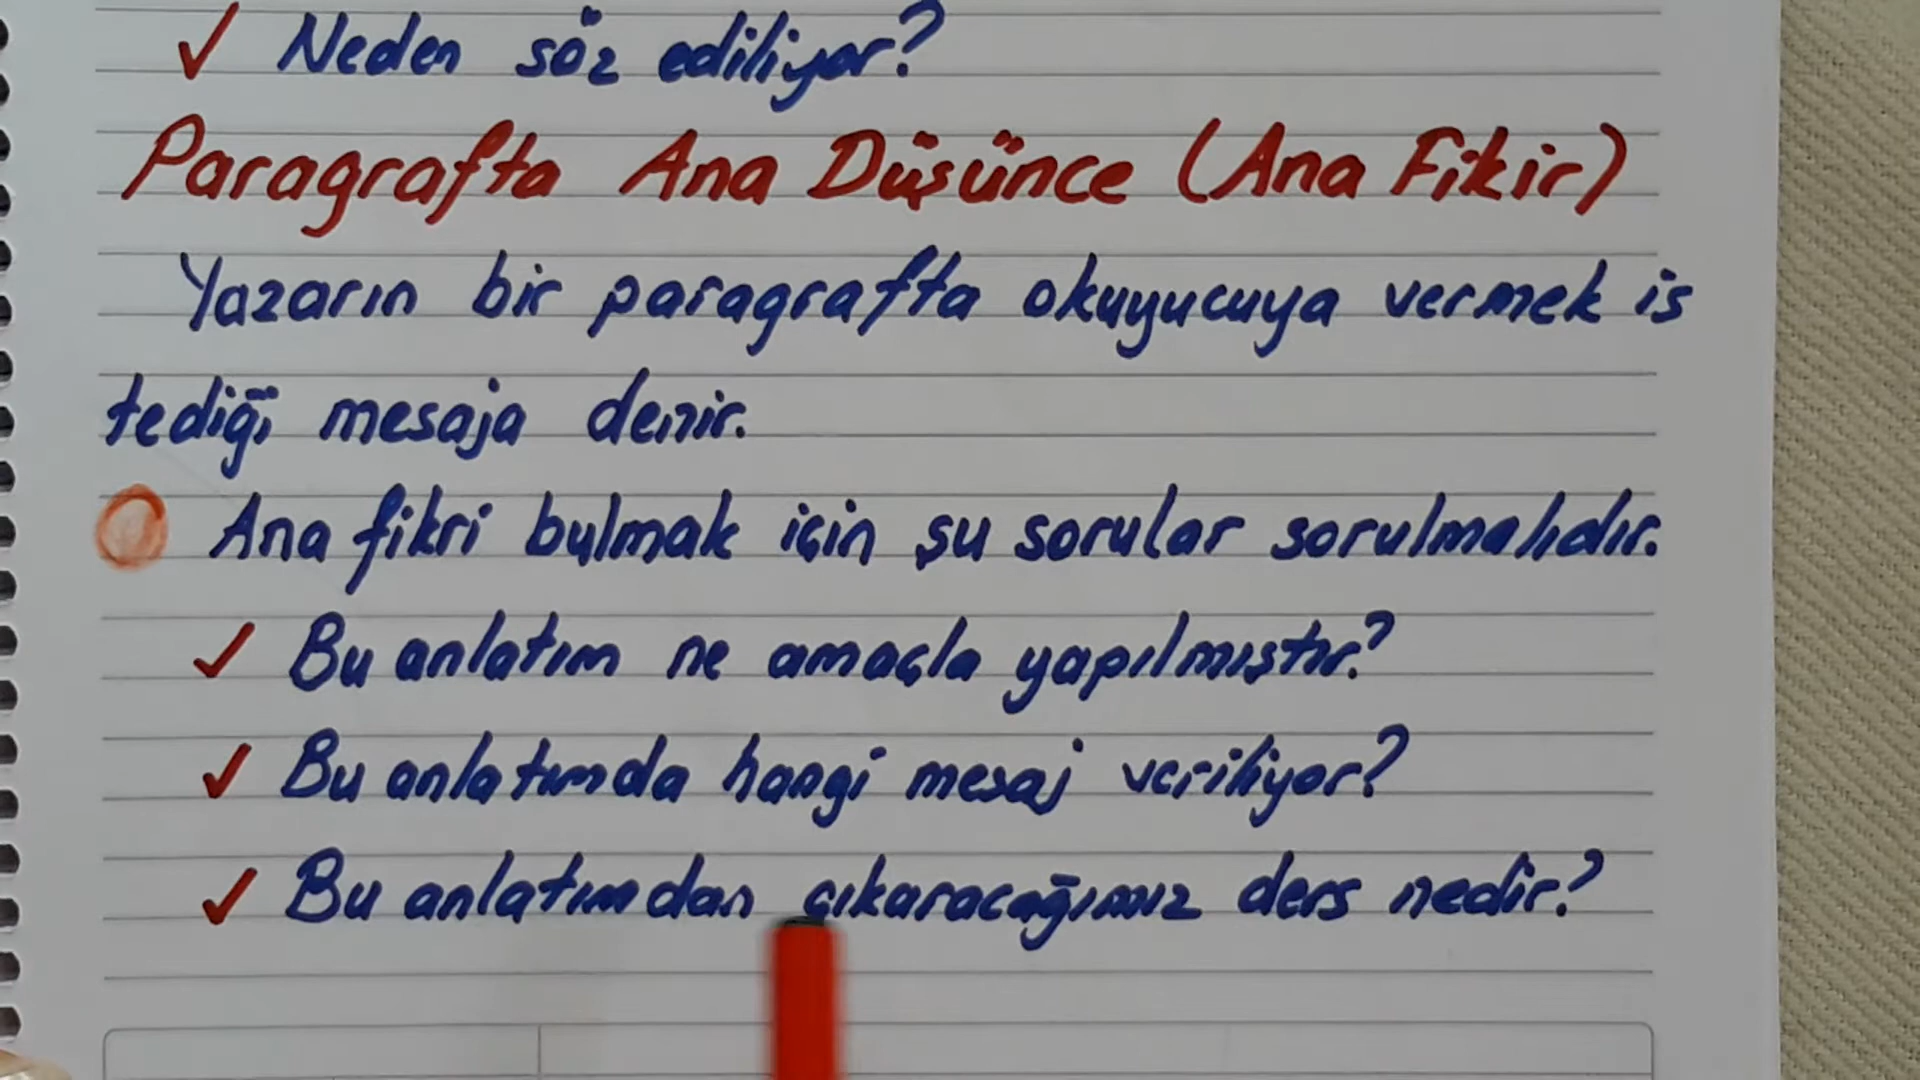 ✓ Neden söz ediliyor?
Paragrafta Ana Düşünce (Ana Fikir)
Yazarın bir paragrafta okuyucuya vermek is
tediği mesaja denir.
Ana fikri bulmak için şu sorular sorulmalıdır.
✓ Bu anlatım ne amaçla yapılmıştır?
✓ Bu anlatımda hangi mesaj veriliyor?
✓ Bu anlatımdan çıkaracağımız ders nedir?